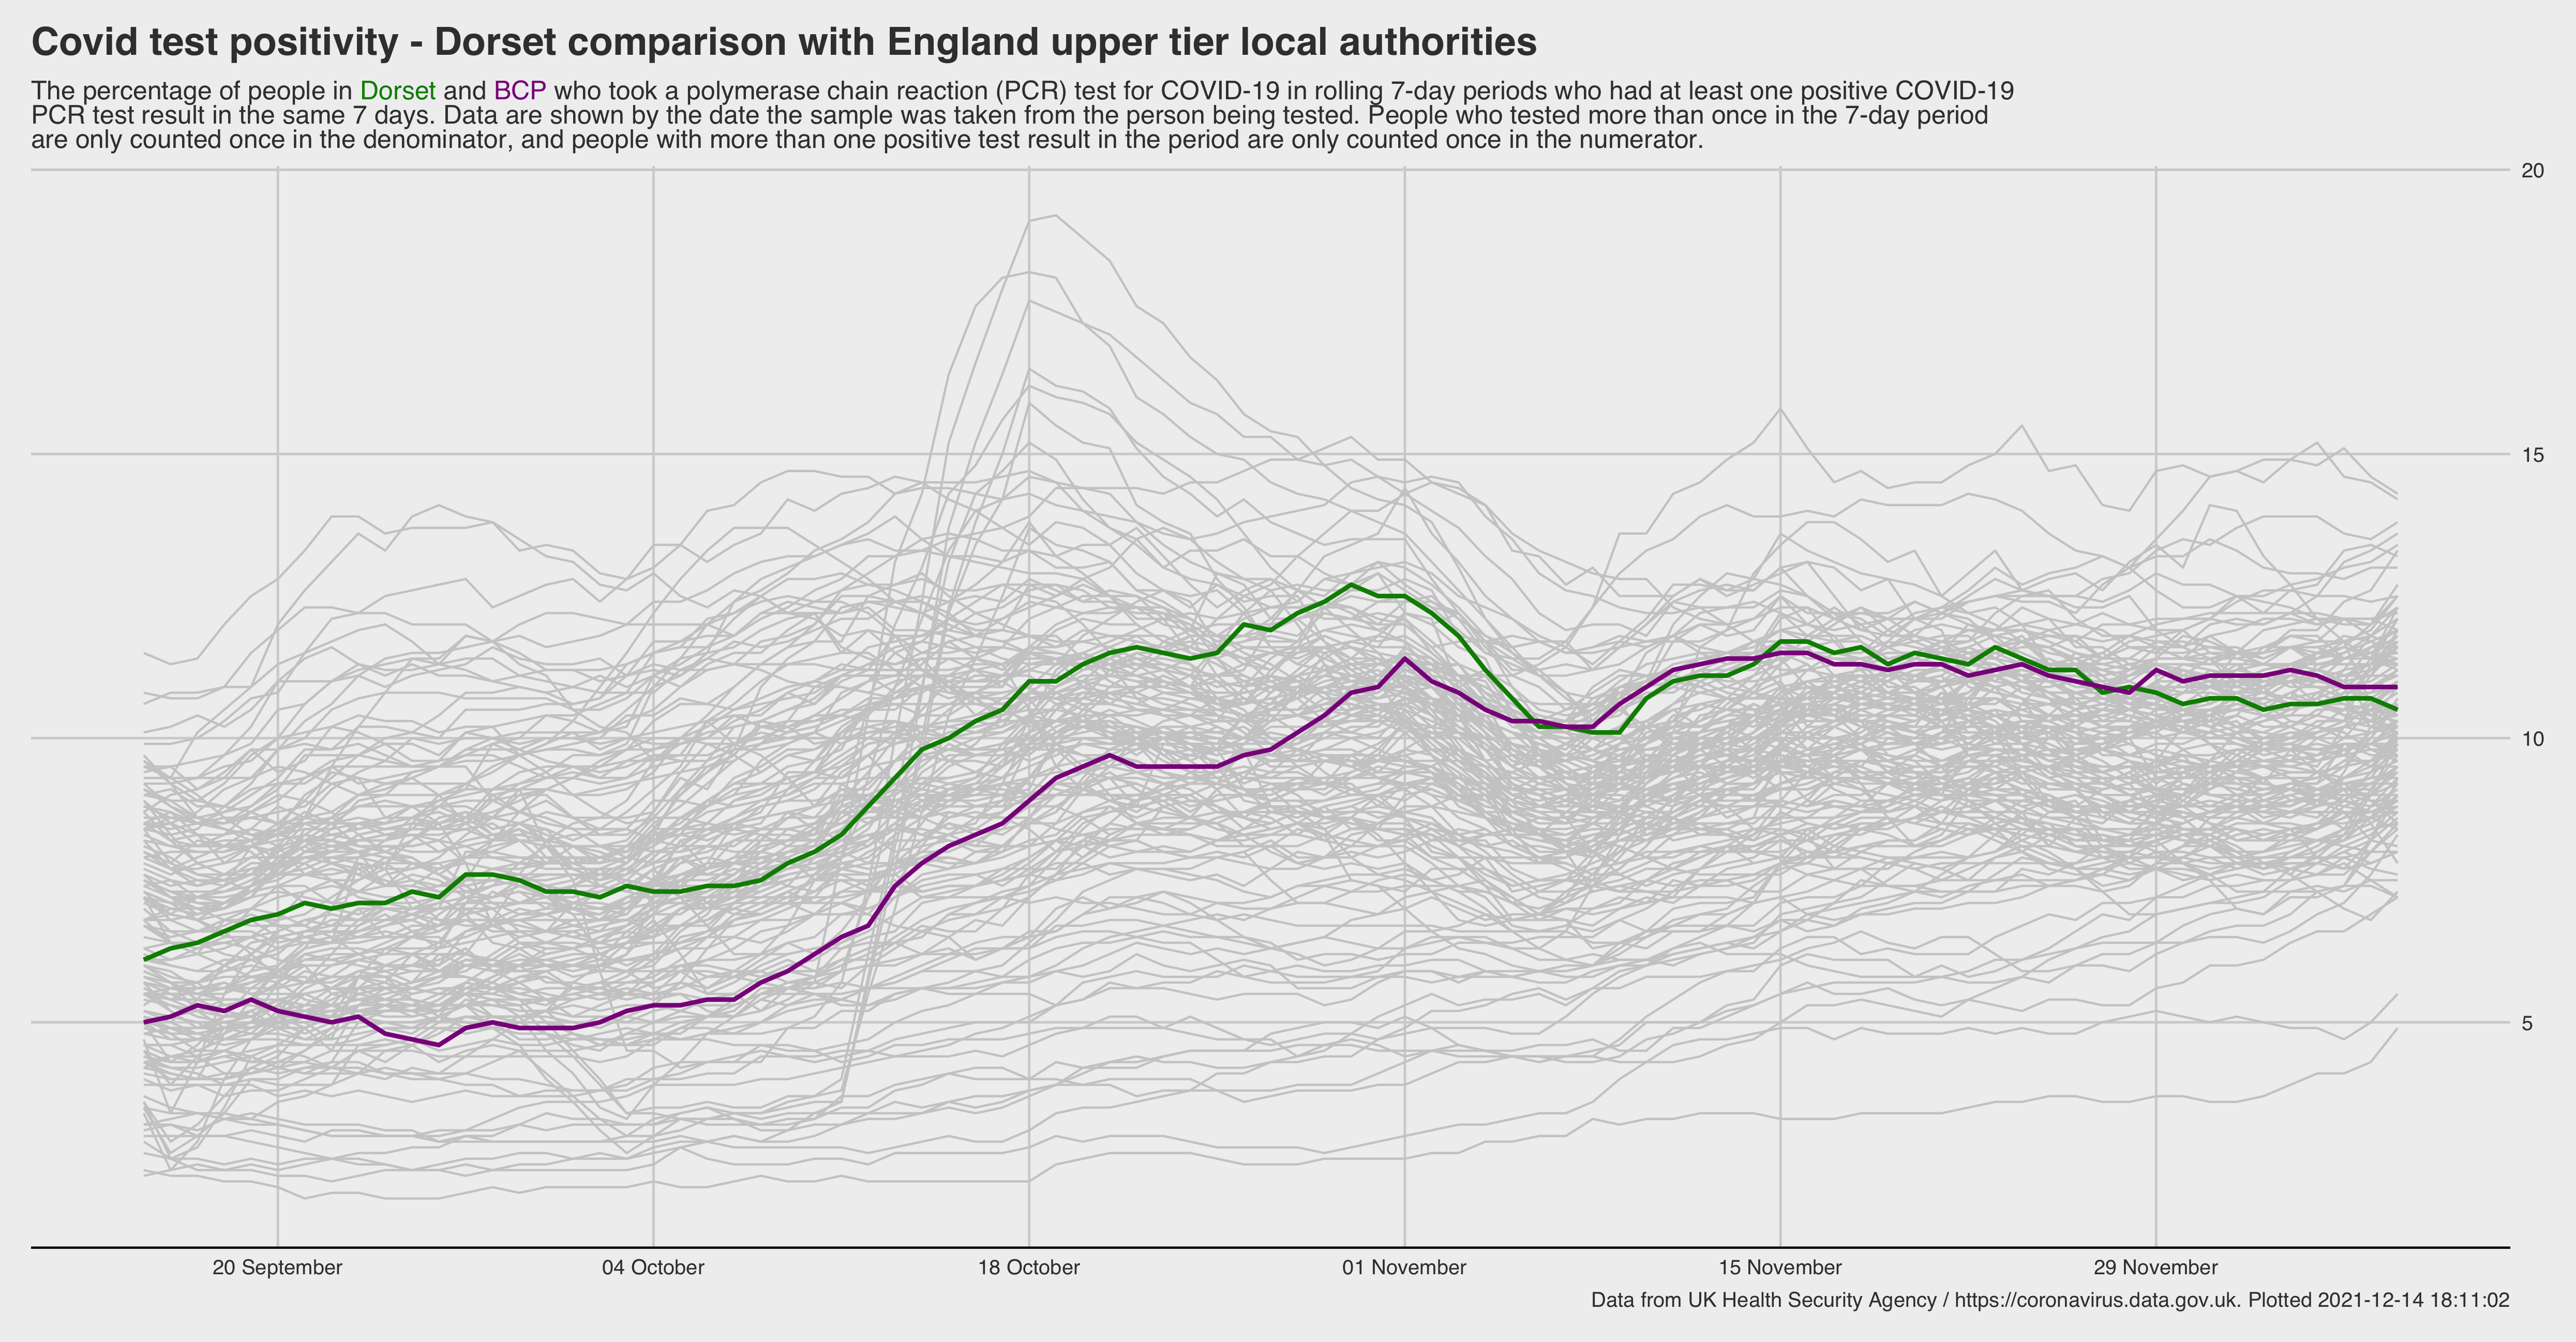 Covid test positivity - Dorset comparison with England upper tier local authorities
The percentage of people in Dorset and BCP who took a polymerase chain reaction (PCR) test for COVID-19 in rolling 7-day periods who had at least one positive COVID-19
PCR test result in the same 7 days. Data are shown by the date the sample was taken from the person being tested. People who tested more than once in the 7-day period
are only counted once in the denominator, and people with more than one positive test result in the period are only counted once in the numerator.
20
15
10
5
20 September
04 October
18 October
01 November
15 November
29 November
Data from UK Health Security Agency / https://coronavirus.data.gov.uk. Plotted 2021-12-14 18:11:02